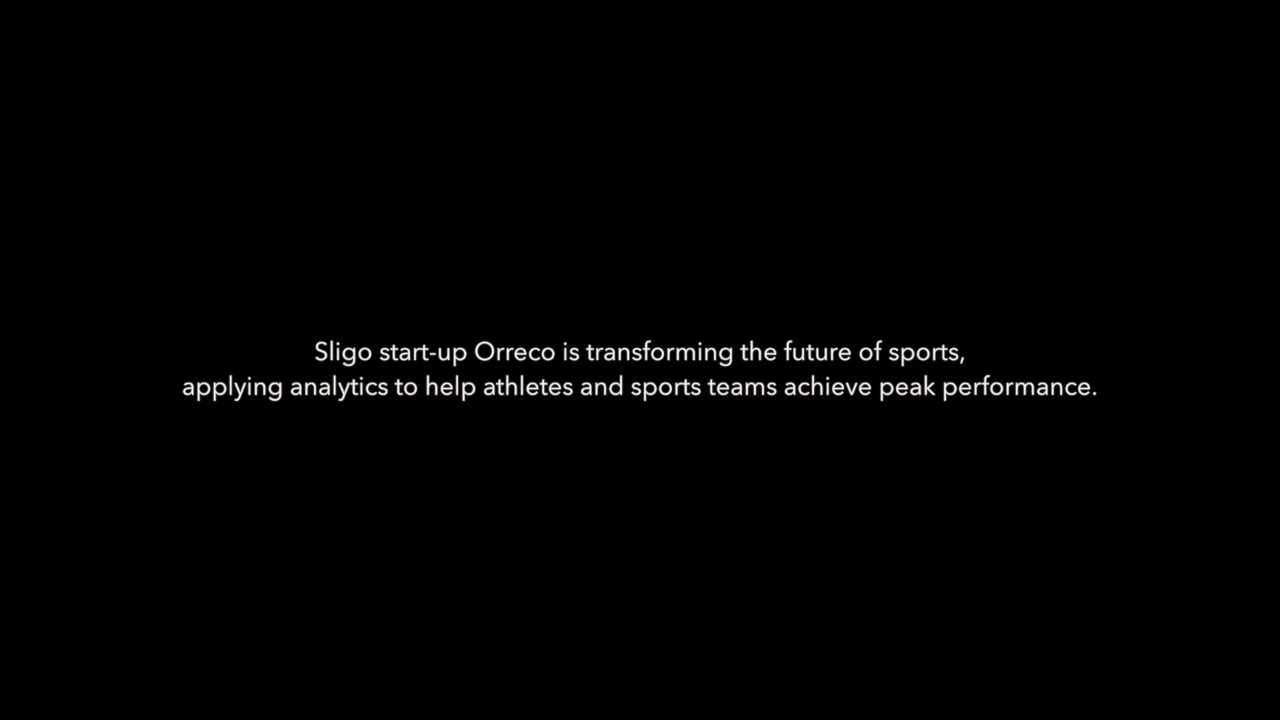 Sligo start-up Orreco is transforming the future of sports,
applying analytics to help athletes and sports teams achieve peak performance.